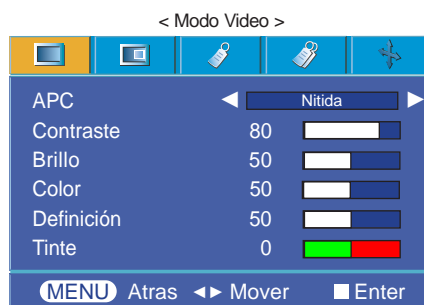 < Modo Video >
APC ◀ Nitida ▶
Contraste 80
Brillo 50
Color 50
Definición 50
Tinte 0
MENU Atras ◀▶ Mover Enter